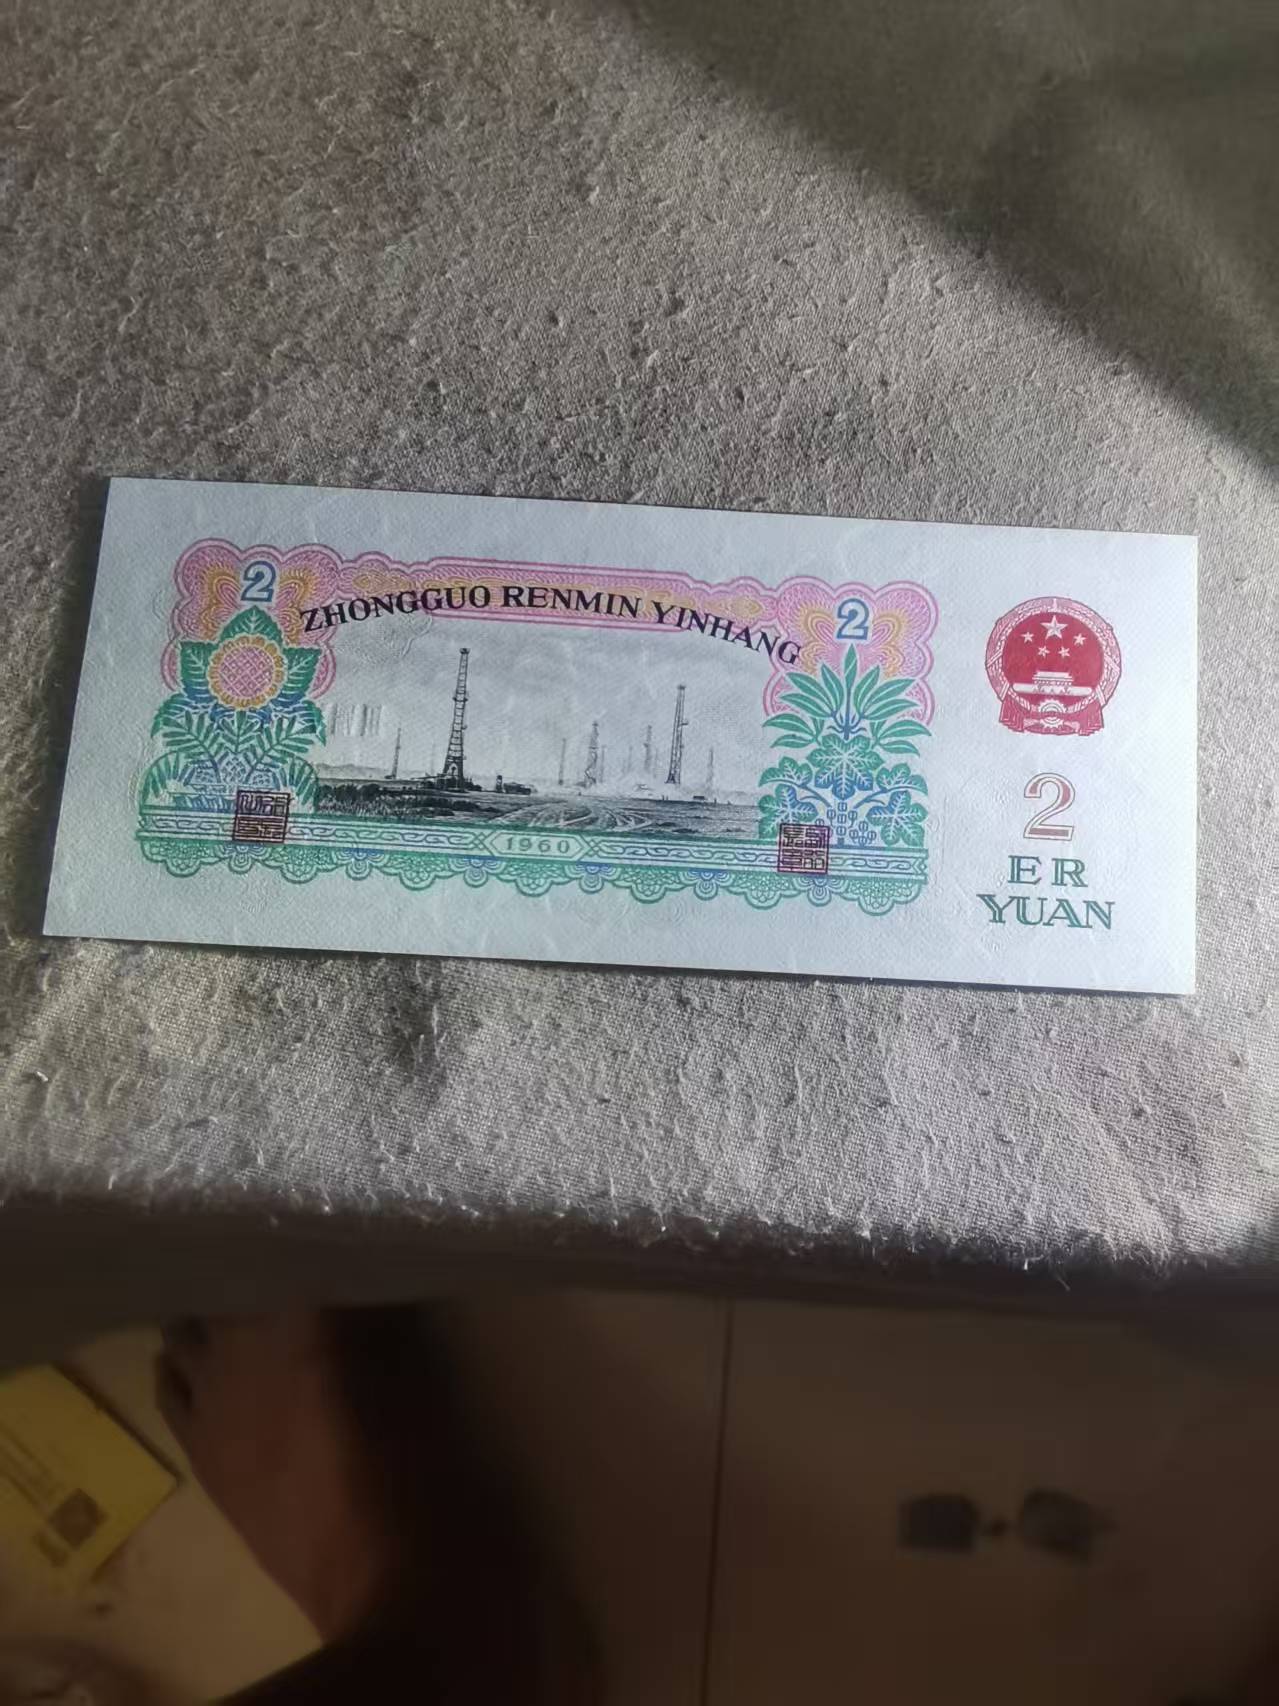 2
ZHONGGUO RENMIN YINHANG
2
1960
2
ER
YUAN